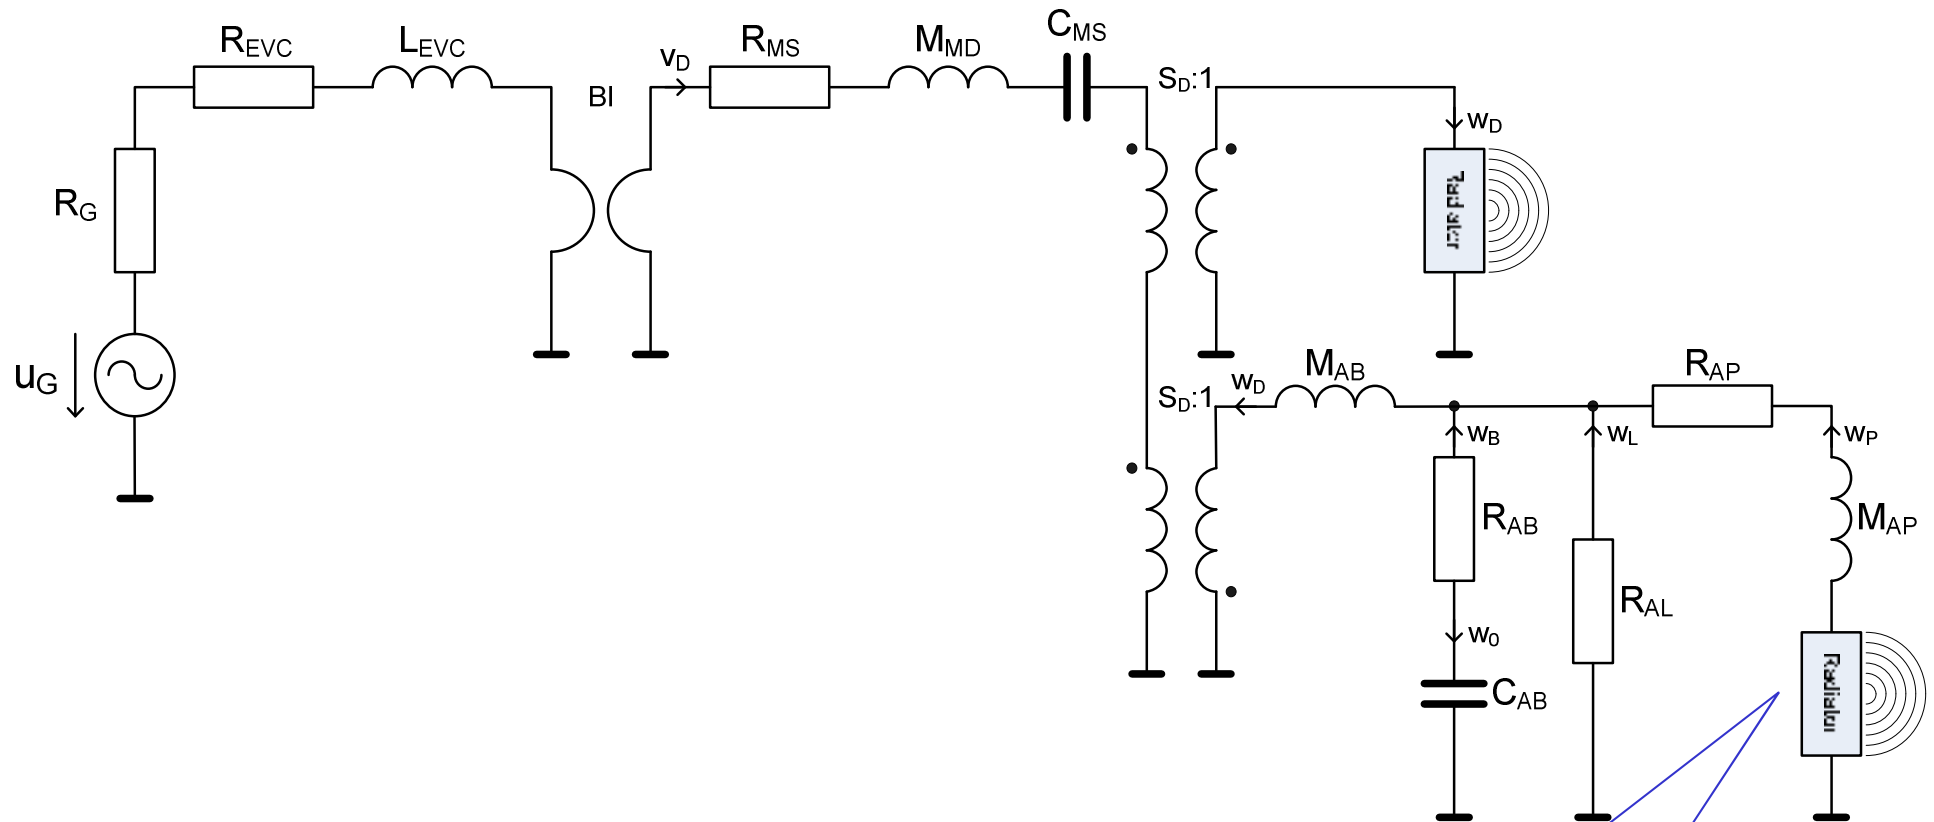 R_EVC
L_EVC
Bl
v_D
R_MS
M_MD
C_MS
S_D:1
w_D
R_G
u_G
S_D:1
w_D
M_AB
R_AP
w_B
w_L
w_P
R_AB
M_AP
R_AL
w_0
C_AB